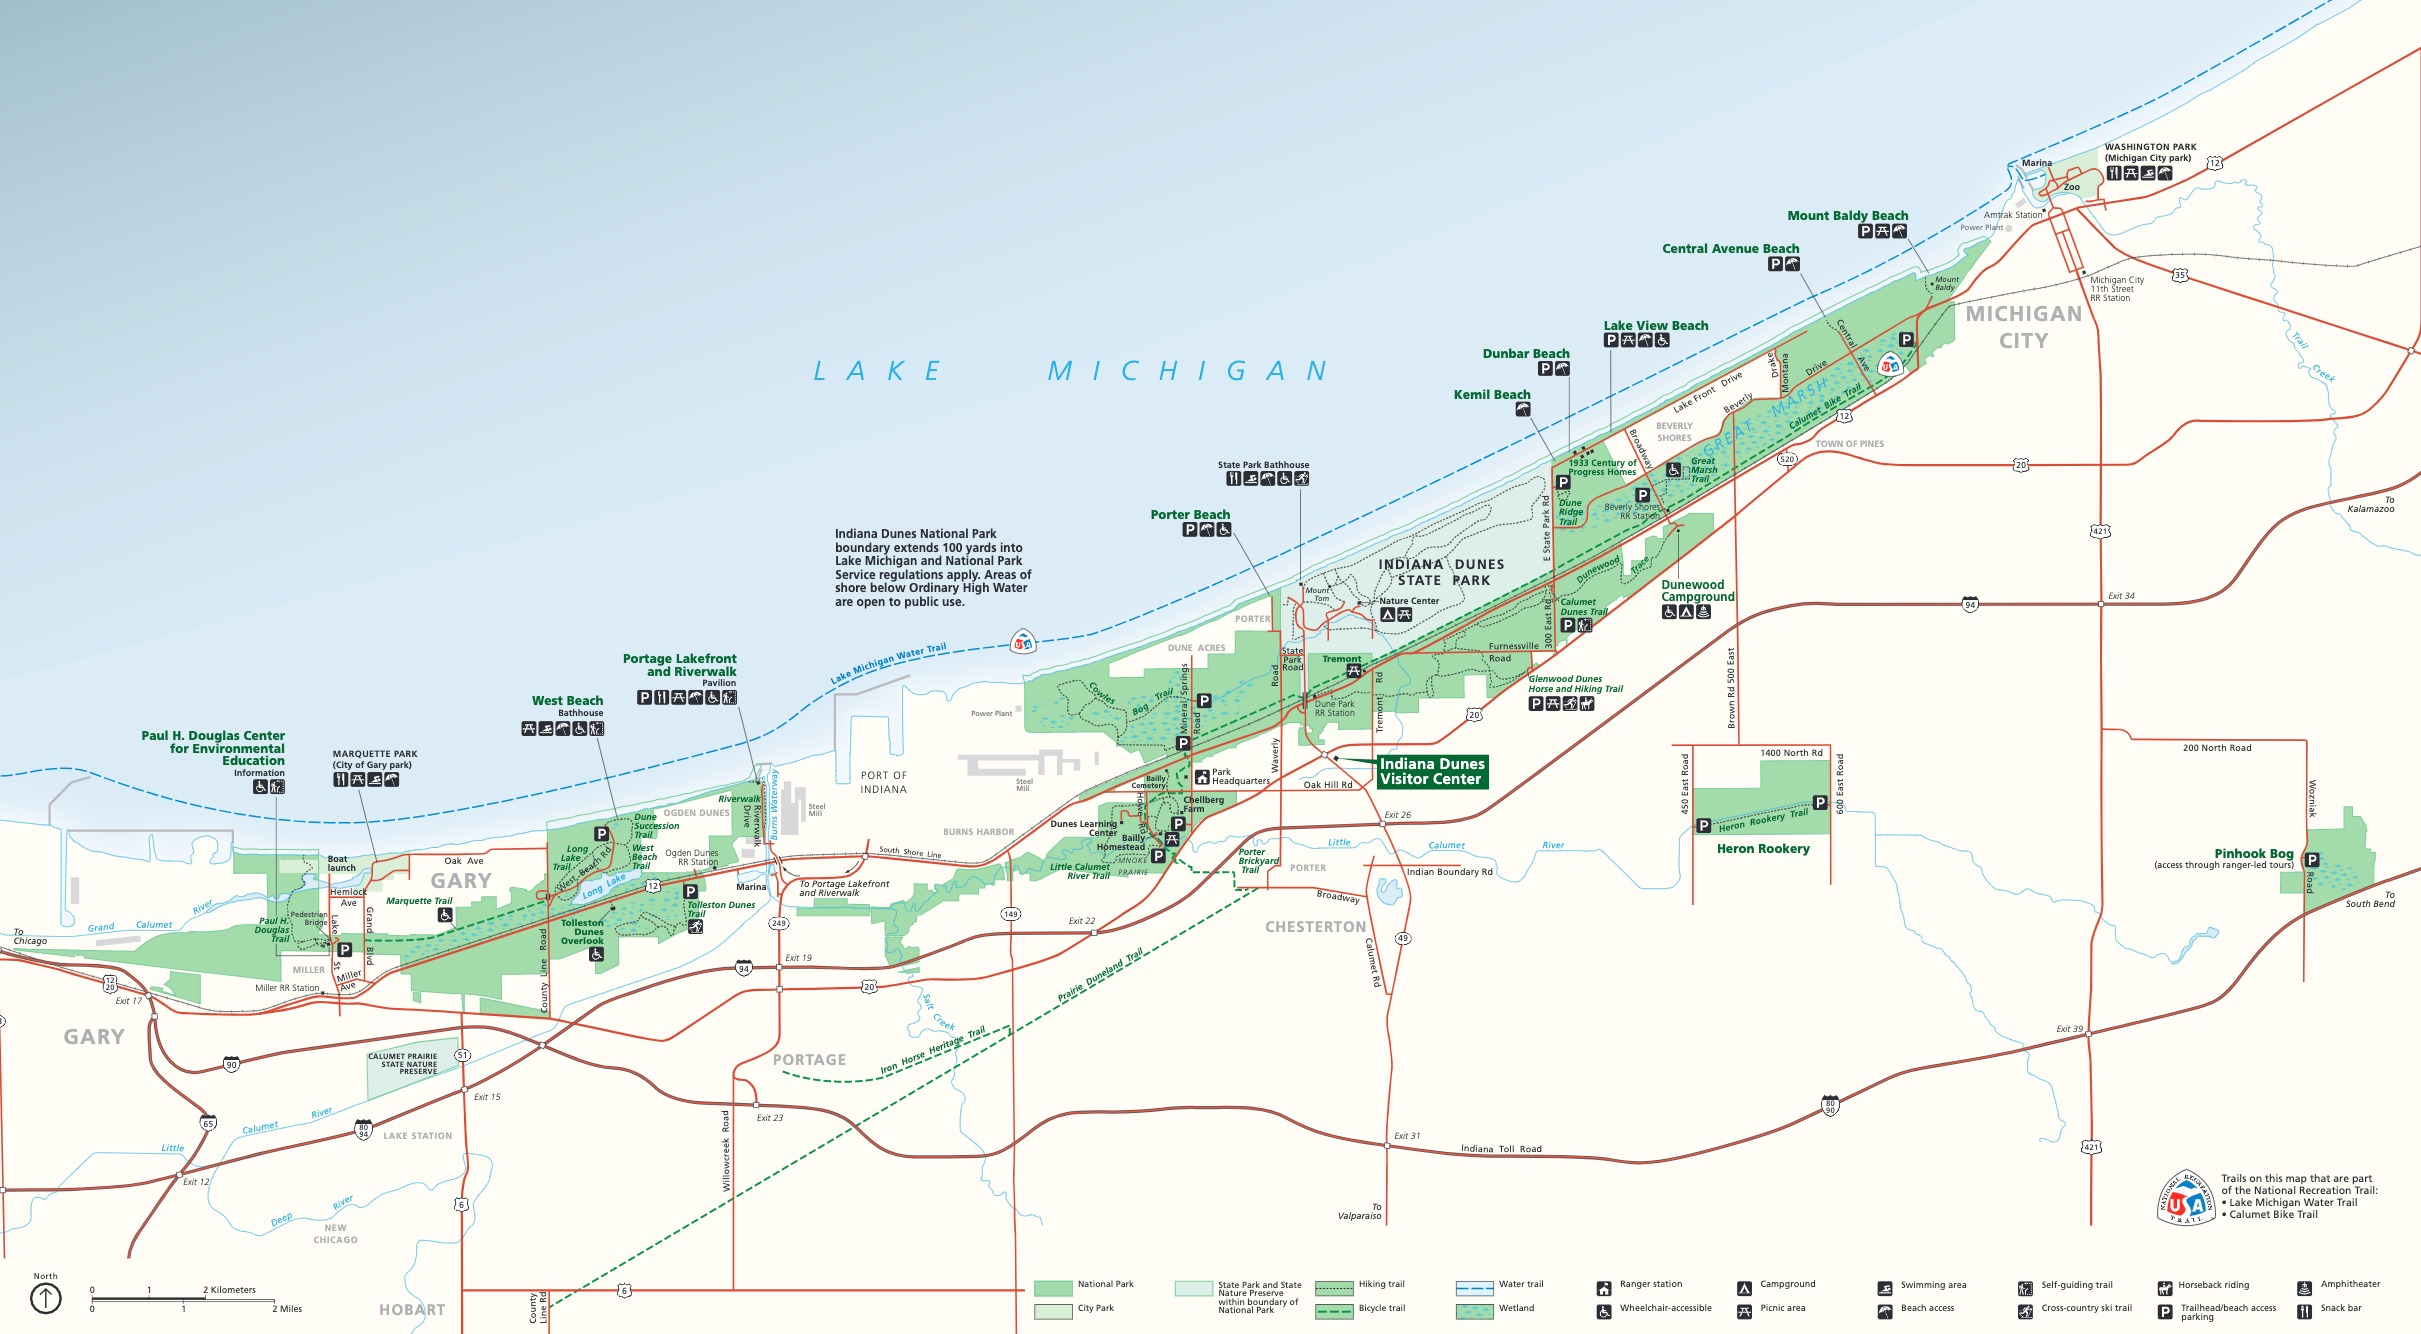 LAKE MICHIGAN
Indiana Dunes National Park
boundary extends 100 yards into
Lake Michigan and National Park
Service regulations apply. Areas of
shore below Ordinary High Water
are open to public use.
WASHINGTON PARK
(Michigan City park)
Marina
Zoo
12
Amtrak Station
Power Plant
Mount Baldy Beach
P
Central Avenue Beach
P
Mount
Baldy
Michigan City
11th Street
RR Station
35
MICHIGAN
CITY
Trail
Creek
Lake View Beach
P
Dunbar Beach
P
Kemil Beach
Central
Ave
P
USA
Drake
Montana
Lake Front Drive
Beverly
Drive
GREAT MARSH
Calumet Bike Trail
12
BEVERLY
SHORES
TOWN OF PINES
520
20
Broadway
1933 Century of
Progress Homes
P
Great
Marsh
Trail
P
Dune
Ridge
Trail
Beverly Shores
RR Station
E State Park Rd
To
Kalamazoo
421
State Park Bathhouse
Porter Beach
P
INDIANA DUNES
STATE PARK
Mount
Tom
Nature Center
Dunewood
Trace
Dunewood
Campground
Calumet
Dunes Trail
P
300 East Rd
94
Exit 34
PORTER
DUNE ACRES
State
Park
Road
Tremont
Furnessville
Road
Glenwood Dunes
Horse and Hiking Trail
P
Dune Park
RR Station
Tremont Rd
20
Brown Rd 500 East
USA
Lake Michigan Water Trail
Cowles
Bog
Trail
Mineral Springs
Road
P
P
Waverly
Road
Power Plant
Steel
Mill
PORT OF
INDIANA
Portage Lakefront
and Riverwalk
Pavilion
P
West Beach
Bathhouse
Paul H. Douglas Center
for Environmental
Education
Information
MARQUETTE PARK
(City of Gary park)
Indiana Dunes
Visitor Center
Park
Headquarters
Bailly
Cemetery
Oak Hill Rd
Chellberg
Farm
P
Howe Rd
Dunes Learning
Center
Bailly
Homestead
P
MNOKE
PRAIRIE
Little Calumet
River Trail
Porter
Brickyard
Trail
PORTER
Little Calumet River
Exit 26
Indian Boundary Rd
Broadway
CHESTERTON
49
Calumet Rd
1400 North Rd
450 East Road
600 East Road
P
P
Heron Rookery Trail
Heron Rookery
200 North Road
Wozniak
Road
Pinhook Bog
(access through ranger-led tours)
P
To
South Bend
Riverwalk
Riverwalk
Drive
Burns Waterway
Steel
Mill
OGDEN DUNES
Ogden Dunes
RR Station
Dune
Succession
Trail
P
Long
Lake
Trail
West
Beach
Trail
West Beach Rd
Long Lake
12
P
Tolleston Dunes
Trail
Tolleston
Dunes
Overlook
Marina
To Portage Lakefront
and Riverwalk
South Shore Line
BURNS HARBOR
249
149
Exit 22
Boat
launch
Oak Ave
GARY
Hemlock
Ave
Marquette Trail
Pedestrian
Bridge
Paul H.
Douglas
Trail
Lake
St
Grand
Blvd
P
MILLER
Miller
Ave
Miller RR Station
Grand Calumet River
To
Chicago
12
20
Exit 17
County Line Road
94
Exit 19
20
Salt
Creek
Prairie Duneland Trail
Iron Horse Heritage Trail
PORTAGE
GARY
90
CALUMET PRAIRIE
STATE NATURE
PRESERVE
51
Exit 15
65
80
94
LAKE STATION
Little
Calumet
River
Exit 12
Deep
River
NEW
CHICAGO
6
HOBART
Exit 23
Willowcreek Road
Exit 31
Indiana Toll Road
80
90
Exit 39
421
To
Valparaiso
6
County
Line Rd
NATIONAL RECREATION
USA
TRAIL
Trails on this map that are part
of the National Recreation Trail:
• Lake Michigan Water Trail
• Calumet Bike Trail
North
0 1 2 Kilometers
0 1 2 Miles
National Park
City Park
State Park and State
Nature Preserve
within boundary of
National Park
Hiking trail
Bicycle trail
Water trail
Wetland
Ranger station
Wheelchair-accessible
Campground
Picnic area
Swimming area
Beach access
Self-guiding trail
Cross-country ski trail
Horseback riding
P
Trailhead/beach access
parking
Amphitheater
Snack bar